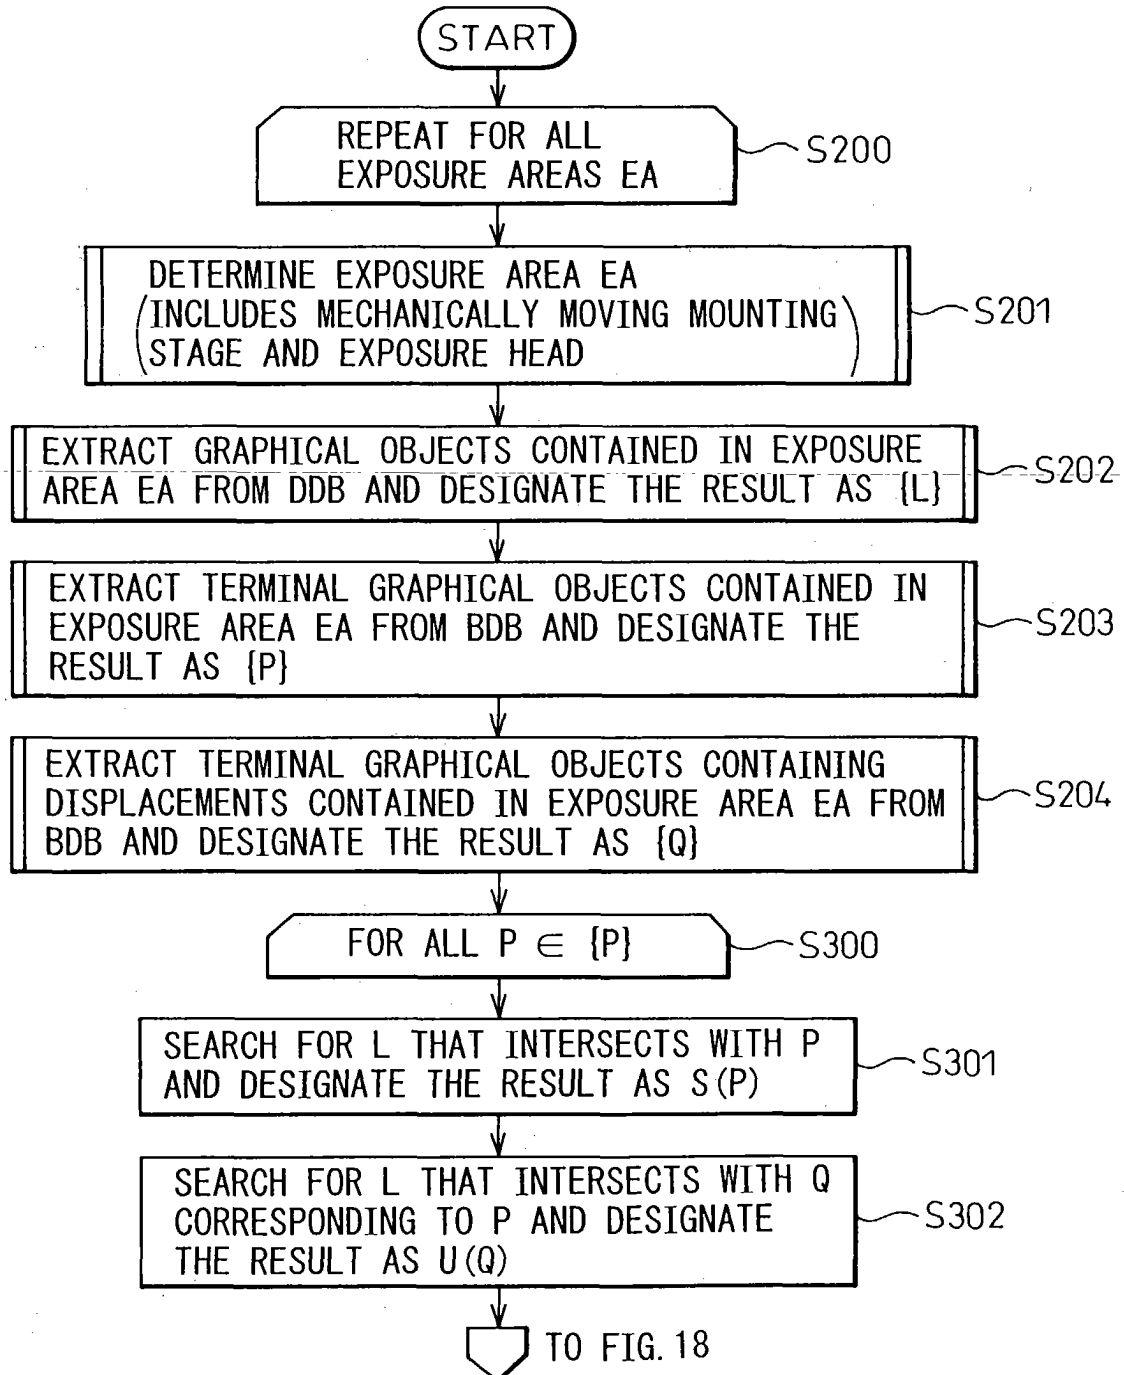 START
REPEAT FOR ALL
EXPOSURE AREAS EA
S200
DETERMINE EXPOSURE AREA EA
(INCLUDES MECHANICALLY MOVING MOUNTING
STAGE AND EXPOSURE HEAD)
S201
EXTRACT GRAPHICAL OBJECTS CONTAINED IN EXPOSURE
AREA EA FROM DDB AND DESIGNATE THE RESULT AS {L}
S202
EXTRACT TERMINAL GRAPHICAL OBJECTS CONTAINED IN
EXPOSURE AREA EA FROM BDB AND DESIGNATE THE
RESULT AS {P}
S203
EXTRACT TERMINAL GRAPHICAL OBJECTS CONTAINING
DISPLACEMENTS CONTAINED IN EXPOSURE AREA EA FROM
BDB AND DESIGNATE THE RESULT AS {Q}
S204
FOR ALL P ∈ {P}
S300
SEARCH FOR L THAT INTERSECTS WITH P
AND DESIGNATE THE RESULT AS S(P)
S301
SEARCH FOR L THAT INTERSECTS WITH Q
CORRESPONDING TO P AND DESIGNATE
THE RESULT AS U(Q)
S302
TO FIG. 18